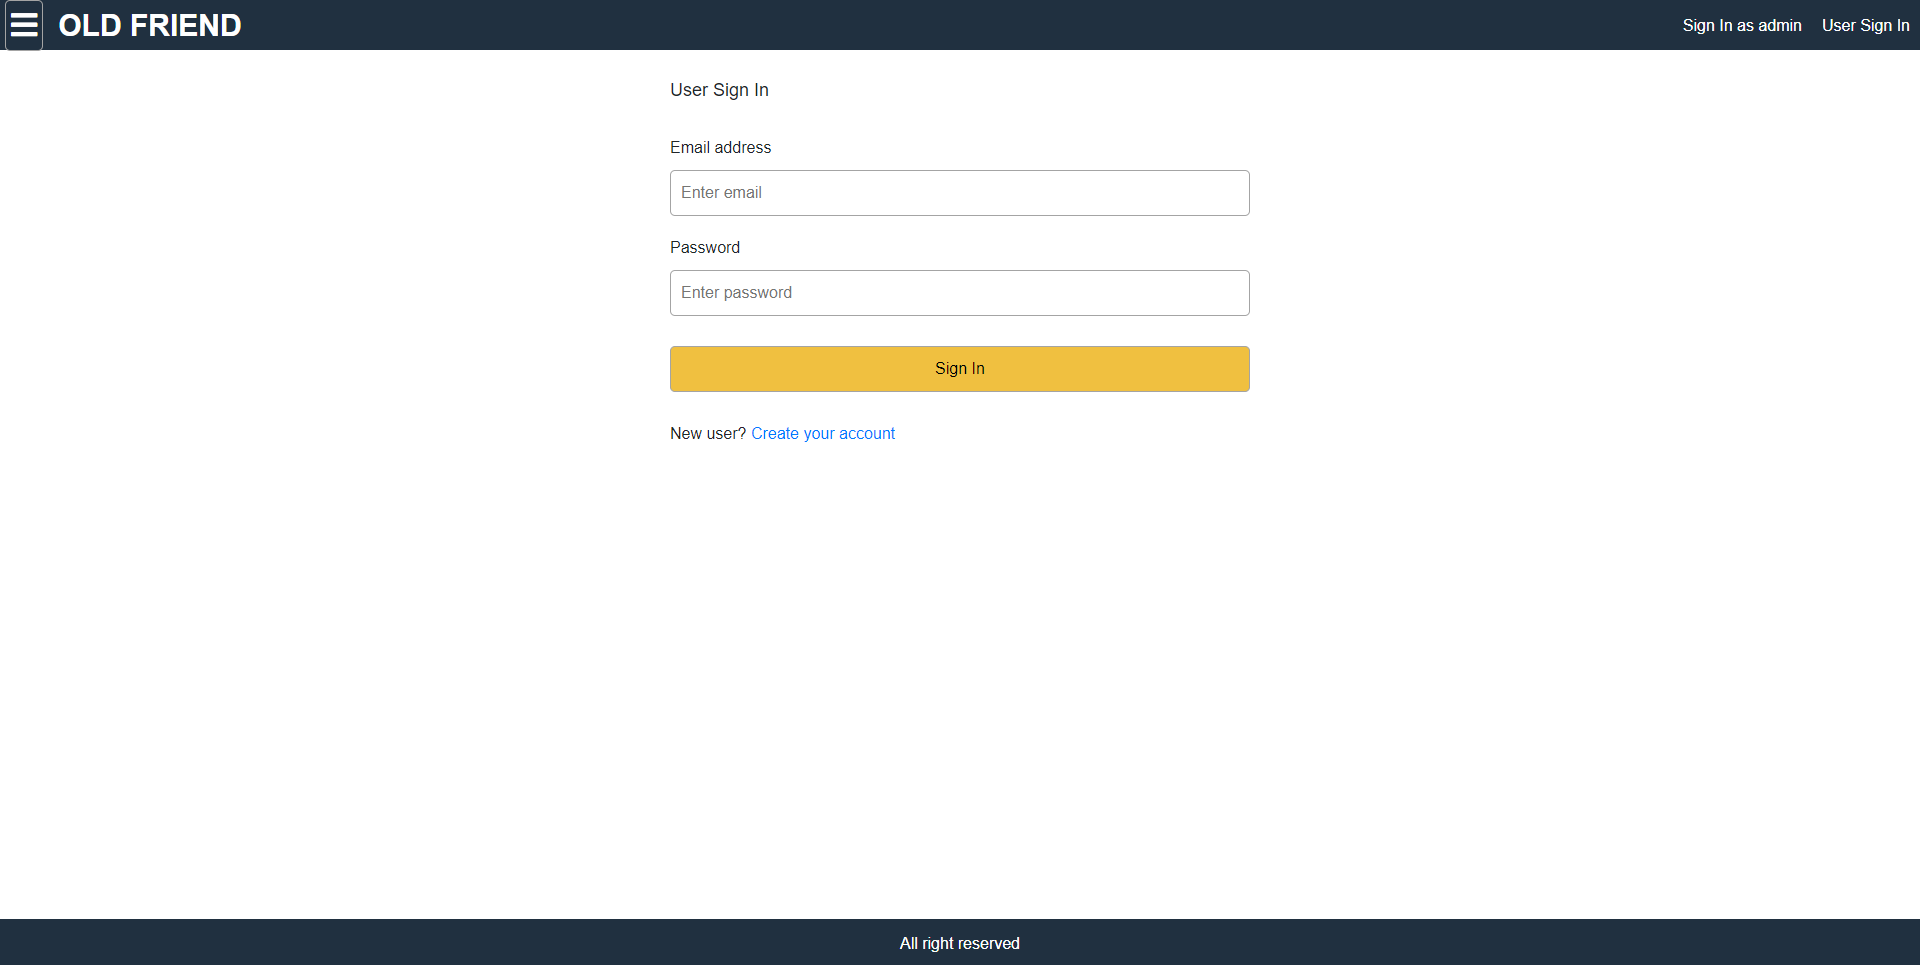 OLD FRIEND
Sign In as admin
User Sign In
User Sign In
Email address
Enter email
Password
Enter password
Sign In
New user? Create your account
All right reserved